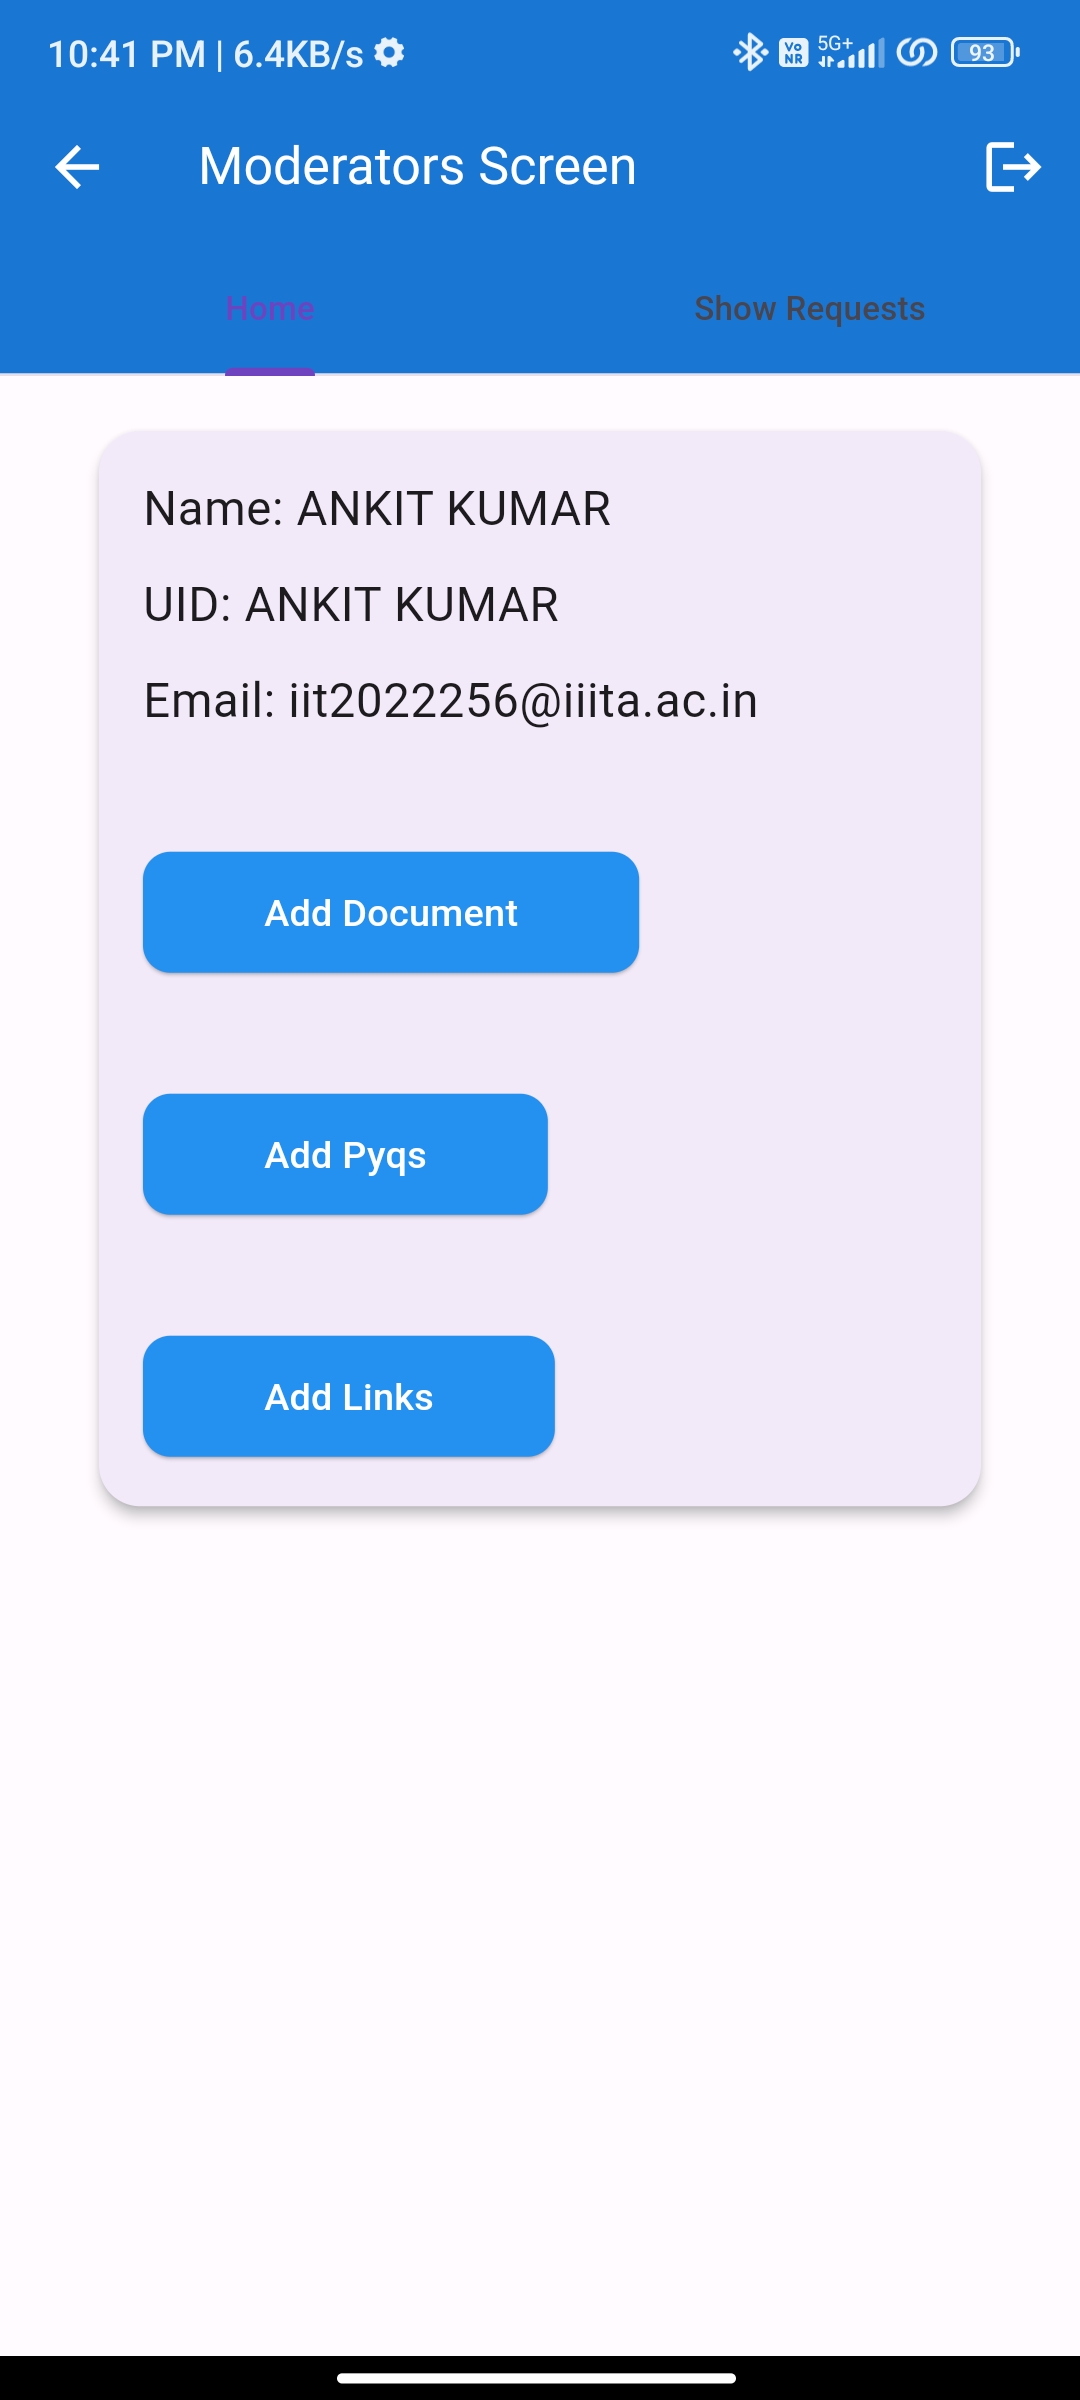 10:41 PM | 6.4KB/s
Vo NR 5G+ 93
Moderators Screen
Home Show Requests
Name: ANKIT KUMAR
UID: ANKIT KUMAR
Email: iit2022256@iiita.ac.in
Add Document
Add Pyqs
Add Links